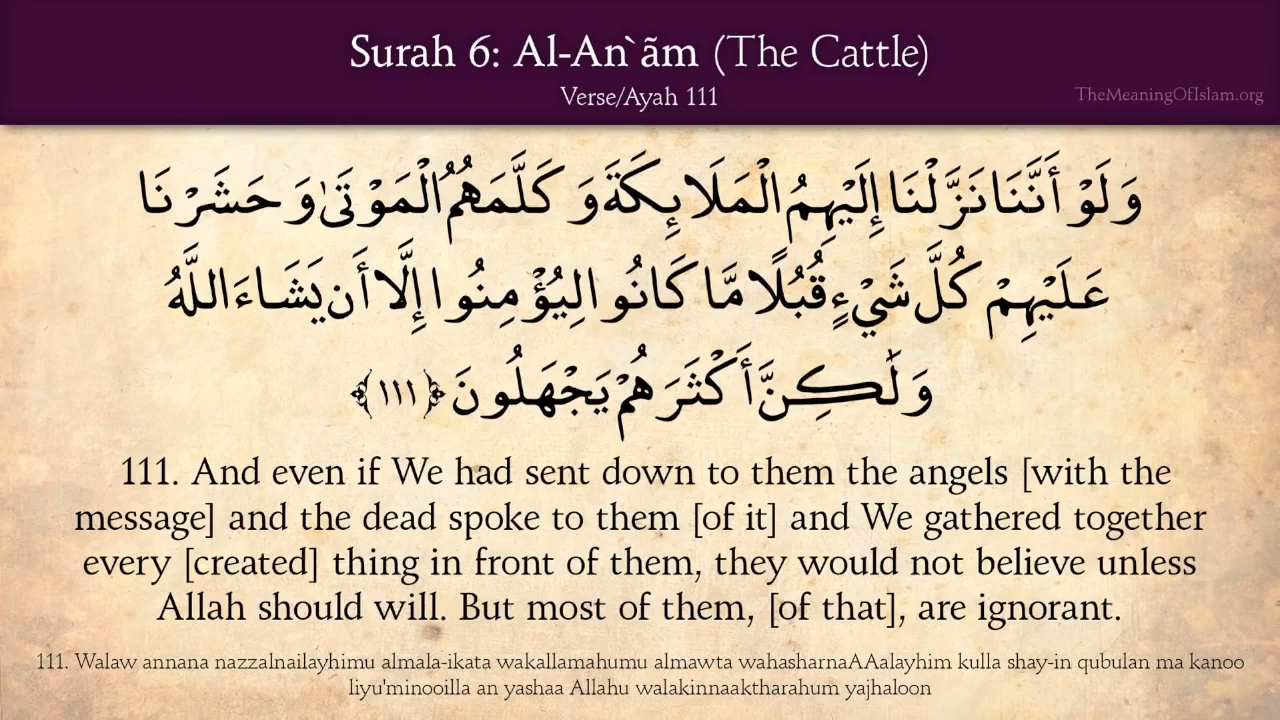 Surah 6: Al-An`ãm (The Cattle)
Verse/Ayah 111
TheMeaningOfIslam.org
وَلَوْ أَنَّنَا نَزَّلْنَا إِلَيْهِمُ الْمَلَائِكَةَ وَكَلَّمَهُمُ الْمَوْتَىٰ وَحَشَرْنَا
عَلَيْهِمْ كُلَّ شَيْءٍ قُبُلًا مَّا كَانُوا لِيُؤْمِنُوا إِلَّا أَن يَشَاءَ اللَّهُ
وَلَٰكِنَّ أَكْثَرَهُمْ يَجْهَلُونَ ﴿١١١﴾
111. And even if We had sent down to them the angels [with the
message] and the dead spoke to them [of it] and We gathered together
every [created] thing in front of them, they would not believe unless
Allah should will. But most of them, [of that], are ignorant.
111. Walaw annana nazzalnailayhimu almala-ikata wakallamahumu almawta wahasharnaAAalayhim kulla shay-in qubulan ma kanoo
liyu'minooilla an yashaa Allahu walakinnaaktharahum yajhaloon